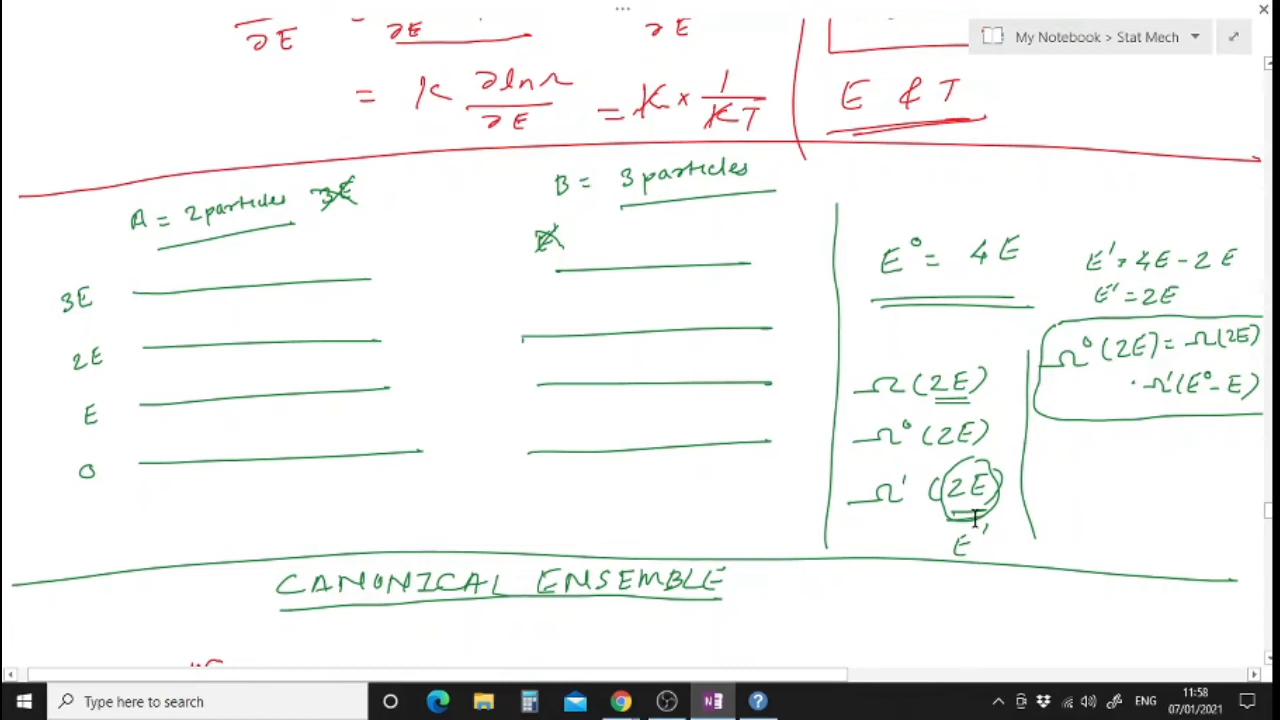 ∂E ∂E ∂E
My Notebook > Stat Mech
= K ∂lnΩ/∂E = K × 1/KT
E & T
A = 2 particles 3E
B = 3 particles
E
3E
2E
E
0
E° = 4E
E' = 4E - 2E
E' = 2E
Ω(2E)
Ω°(2E)
Ω'(2E)
E'
Ω°(2E) = Ω(2E)
· Ω'(E° - E)
CANONICAL ENSEMBLE
Type here to search
ENG
11:58
07/01/2021